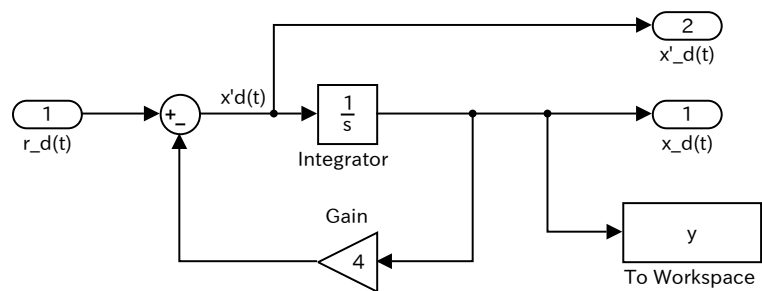 2
x'_d(t)
1
r_d(t)
+
−
x'd(t)
1
s
Integrator
1
x_d(t)
Gain
4
y
To Workspace